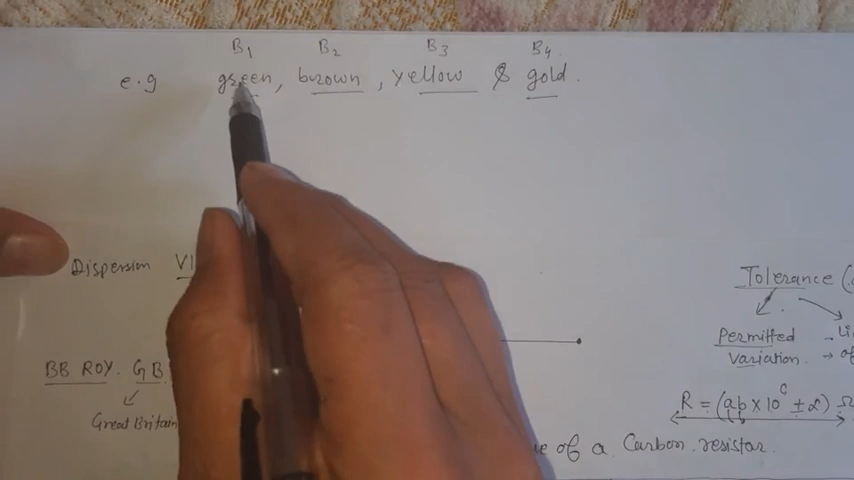 B1 B2 B3 B4
e.g green, brown, yellow & gold.
Dispersion
Tolerance
Permitted
Variation.
BB ROY. GB
Great Britain
R = (ab × 10^c ± α) Ω
of a Carbon resistor.